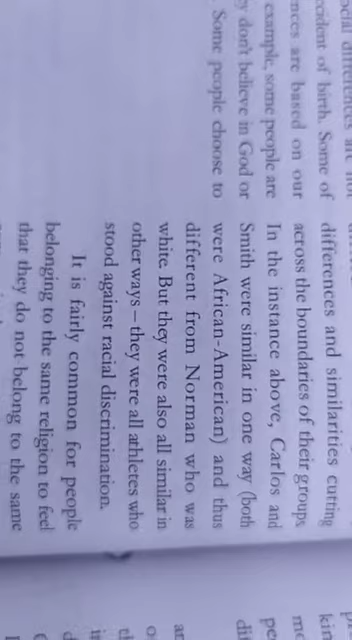 differences are not
birth. Some of
are based on our
example, some people are
don't believe in God or
Some people choose to
differences and similarities cutting
across the boundaries of their groups.
In the instance above, Carlos and
Smith were similar in one way (both
were African-American) and thus
different from Norman who was
white. But they were also all similar in
other ways – they were all athletes who
stood against racial discrimination.
It is fairly common for people
belonging to the same religion to feel
that they do not belong to the same